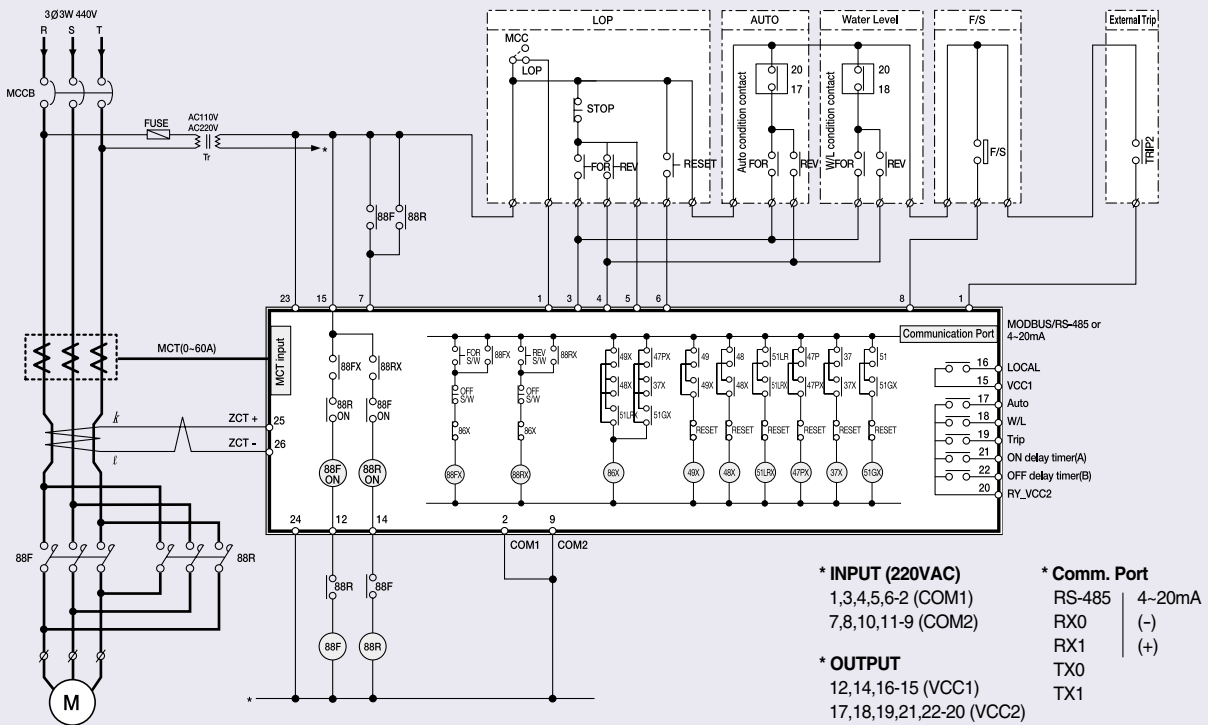 3Ø3W 440V
R S T
MCCB
FUSE
AC110V
AC220V
Tr
*
88F 88R
LOP
MCC
LOP
STOP
FOR REV RESET
AUTO
Auto condition contact
20
17
FOR REV
Water Level
W/L condition contact
20
18
FOR REV
F/S
F/S
External Trip
TRIP2
23 15 7 1 3 4 5 6 8 1
MCT(0~60A)
MCT input
ZCT + 25
ZCT - 26
k
ℓ
88FX 88RX
88R ON 88F ON
88F ON 88R ON
FOR S/W 88FX REV S/W 88RX
OFF S/W OFF S/W
86X 86X
88FX 88RX
49X 47PX
48X 37X
51LRX 51GX
86X
49 48 51LR 47P 37 51
49X 48X 51LRX 47PX 37X 51GX
RESET RESET RESET RESET RESET RESET
49X 48X 51LRX 47PX 37X 51GX
Communication Port
MODBUS/RS-485 or
4~20mA
16 LOCAL
15 VCC1
17 Auto
18 W/L
19 Trip
21 ON delay timer(A)
22 OFF delay timer(B)
20 RY_VCC2
24 12 14 2 9
COM1 COM2
88F 88R
88R 88F
88F 88R
M
*
* INPUT (220VAC)
1,3,4,5,6-2 (COM1)
7,8,10,11-9 (COM2)
* OUTPUT
12,14,16-15 (VCC1)
17,18,19,21,22-20 (VCC2)
* Comm. Port
RS-485 4~20mA
RX0 (-)
RX1 (+)
TX0
TX1